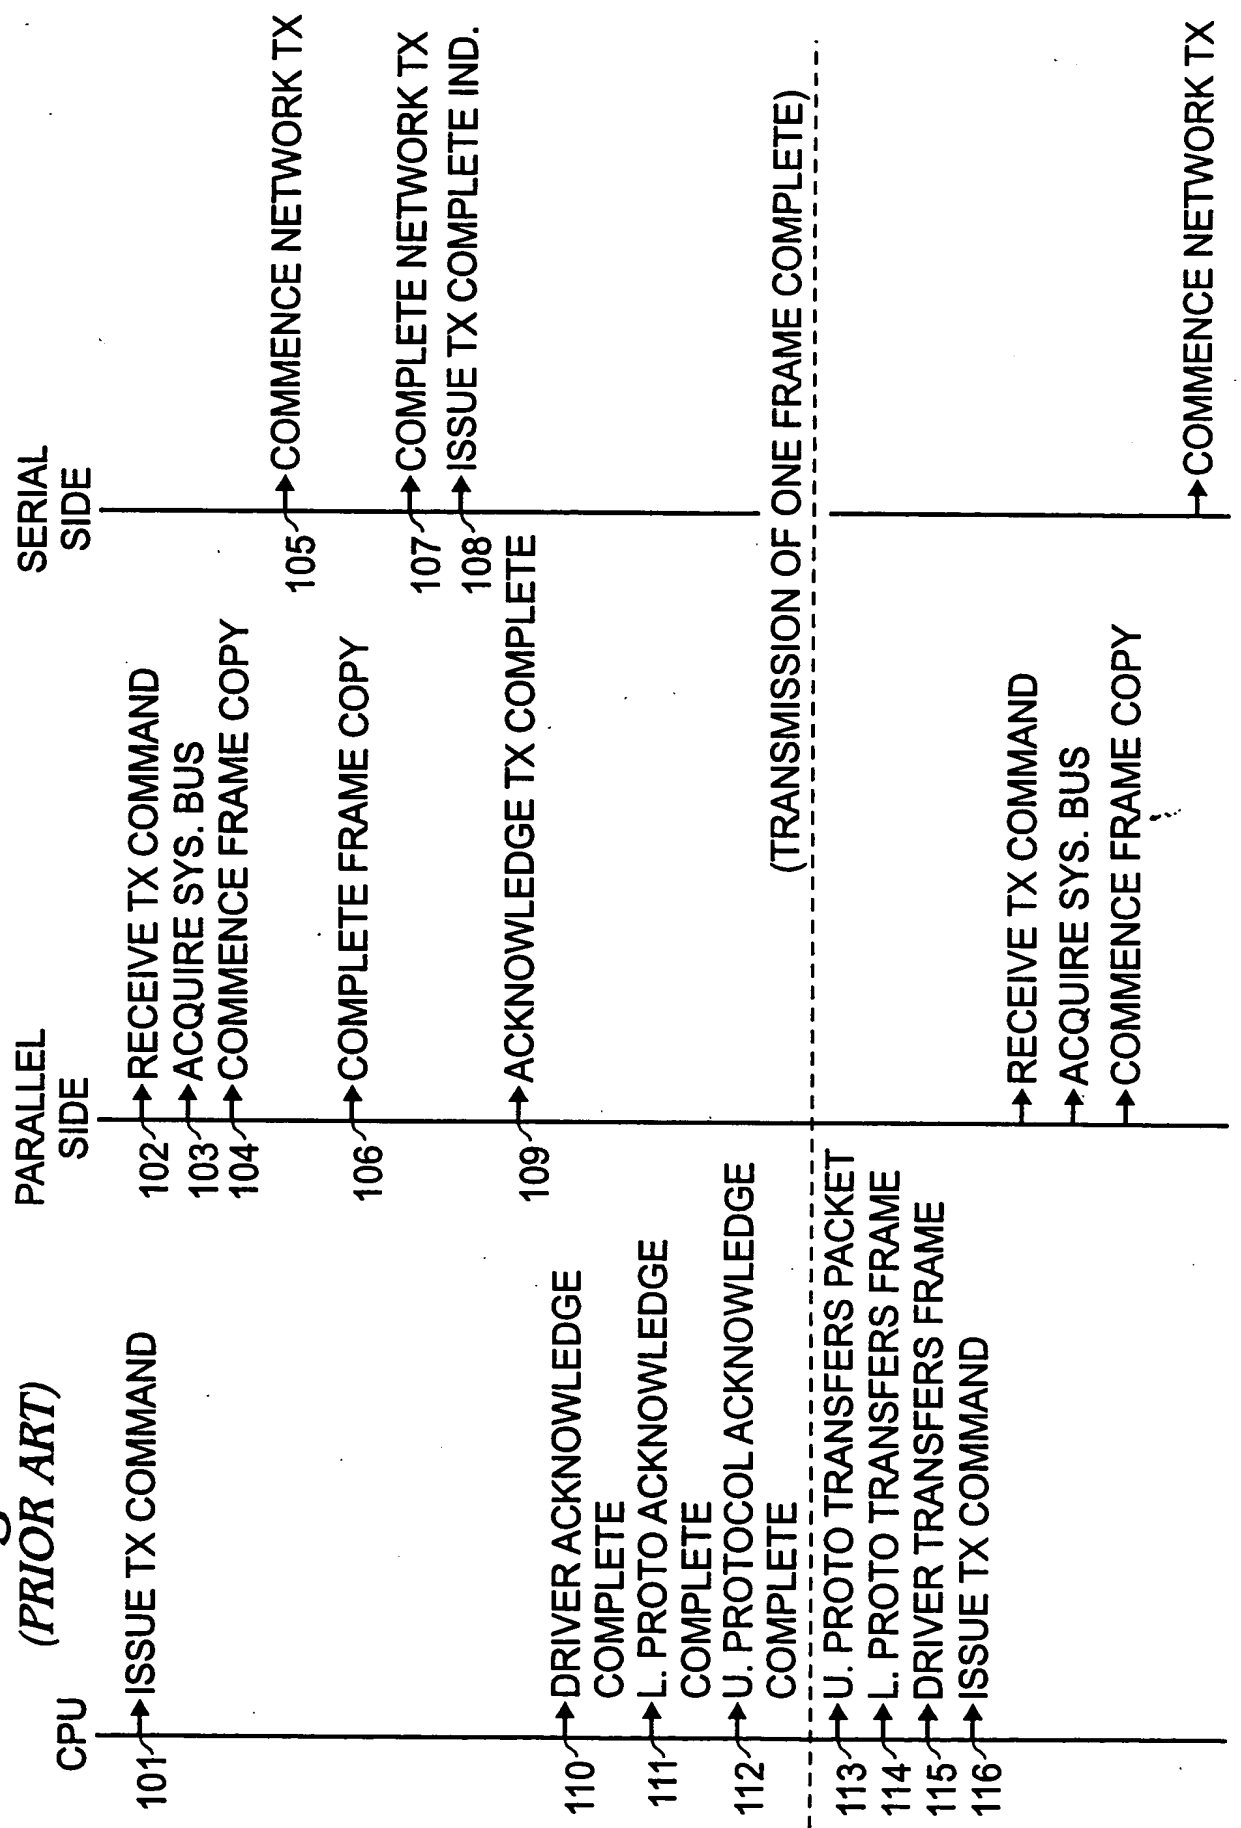 (PRIOR ART)
CPU
101
ISSUE TX COMMAND
110
DRIVER ACKNOWLEDGE
COMPLETE
111
L. PROTO ACKNOWLEDGE
COMPLETE
112
U. PROTOCOL ACKNOWLEDGE
COMPLETE
113
U. PROTO TRANSFERS PACKET
114
L. PROTO TRANSFERS FRAME
115
DRIVER TRANSFERS FRAME
116
ISSUE TX COMMAND
PARALLEL
SIDE
102
RECEIVE TX COMMAND
103
ACQUIRE SYS. BUS
104
COMMENCE FRAME COPY
106
COMPLETE FRAME COPY
109
ACKNOWLEDGE TX COMPLETE
(TRANSMISSION OF ONE FRAME COMPLETE)
RECEIVE TX COMMAND
ACQUIRE SYS. BUS
COMMENCE FRAME COPY
SERIAL
SIDE
105
COMMENCE NETWORK TX
107
COMPLETE NETWORK TX
108
ISSUE TX COMPLETE IND.
COMMENCE NETWORK TX